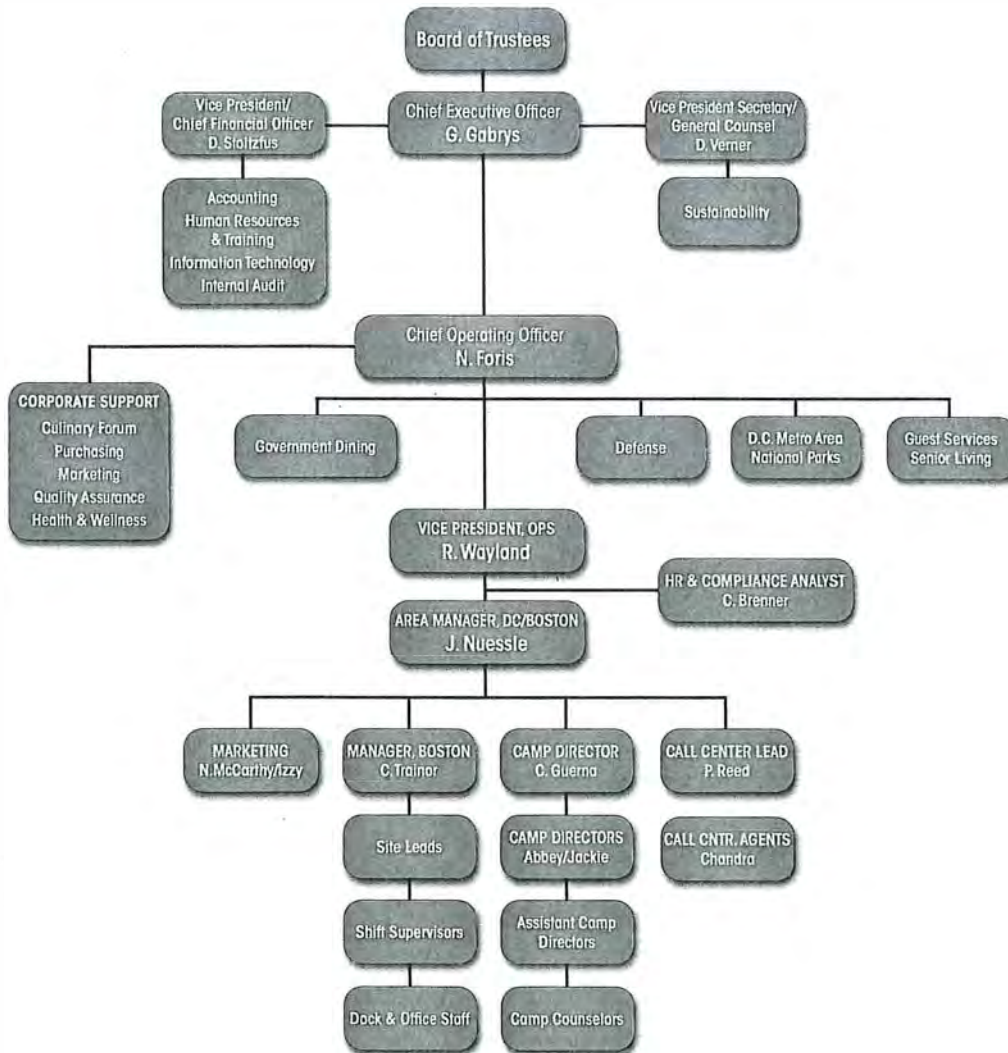 Board of Trustees
Vice President/
Chief Financial Officer
D. Stoltzfus
Chief Executive Officer
G. Gabrys
Vice President Secretary/
General Counsel
D. Verner
Accounting
Human Resources
& Training
Information Technology
Internal Audit
Sustainability
Chief Operating Officer
N. Foris
CORPORATE SUPPORT
Culinary Forum
Purchasing
Marketing
Quality Assurance
Health & Wellness
Government Dining
Defense
D.C. Metro Area
National Parks
Guest Services
Senior Living
VICE PRESIDENT, OPS
R. Wayland
HR & COMPLIANCE ANALYST
C. Brenner
AREA MANAGER, DC/BOSTON
J. Nuessle
MARKETING
N. McCarthy/Izzy
MANAGER, BOSTON
C. Trainor
CAMP DIRECTOR
C. Guerna
CALL CENTER LEAD
P. Reed
Site Leads
CAMP DIRECTORS
Abbey/Jackie
CALL CNTR. AGENTS
Chandra
Shift Supervisors
Assistant Camp
Directors
Dock & Office Staff
Camp Counselors